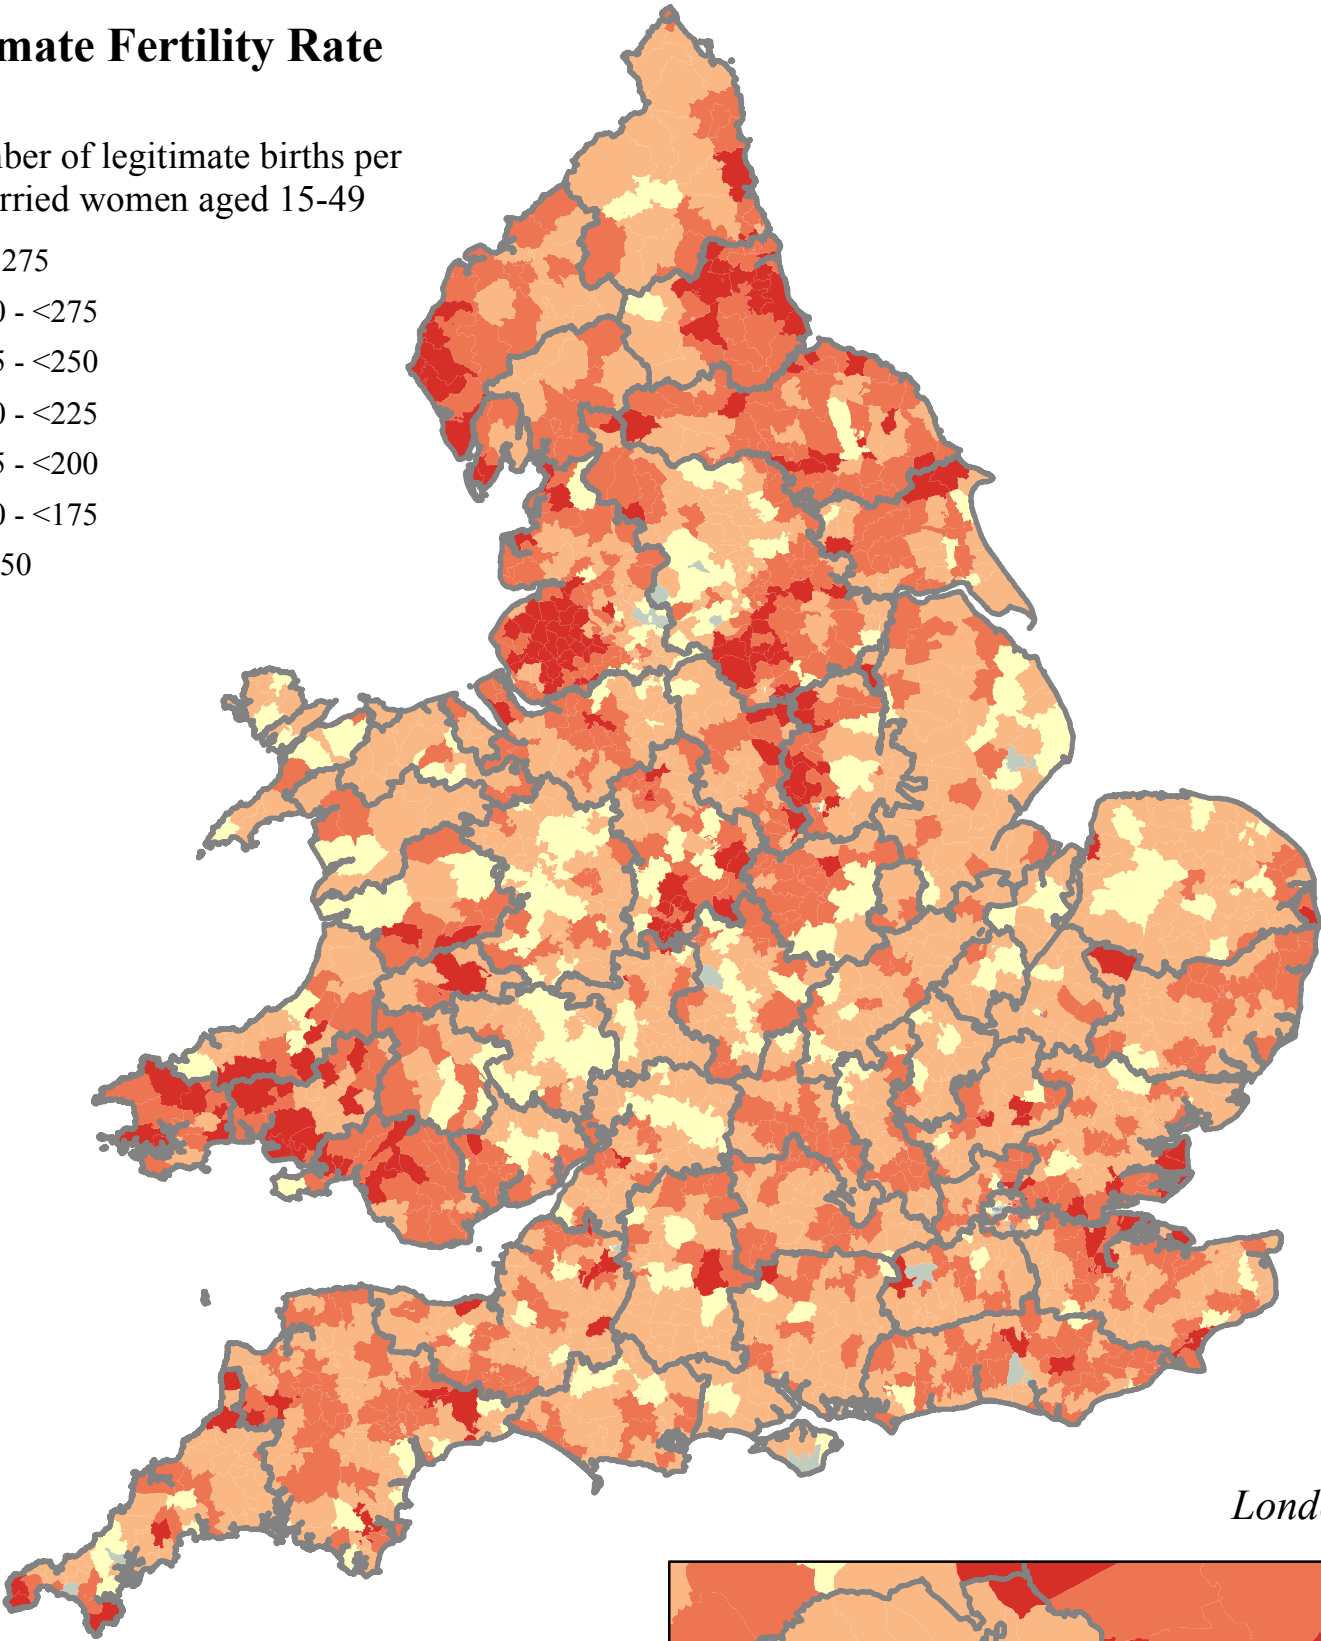 mate Fertility Rate
ber of legitimate births per
rried women aged 15-49
275
0 - <275
5 - <250
0 - <225
5 - <200
0 - <175
50
Lond